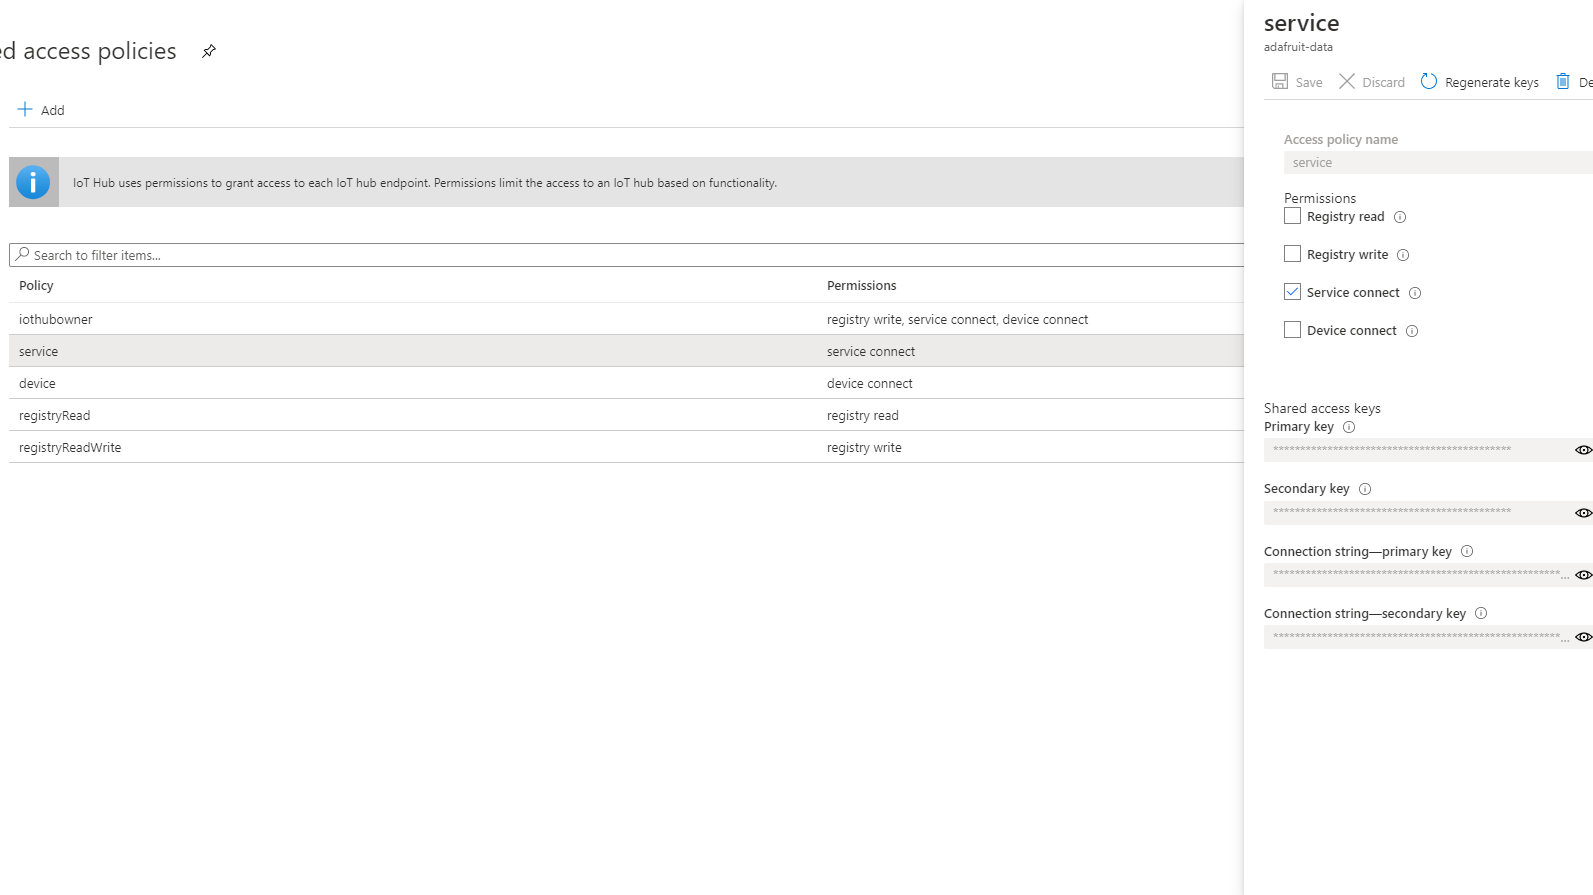 ed access policies
Add
IoT Hub uses permissions to grant access to each IoT hub endpoint. Permissions limit the access to an IoT hub based on functionality.
Search to filter items...
Policy Permissions
iothubowner registry write, service connect, device connect
service service connect
device device connect
registryRead registry read
registryReadWrite registry write
service
adafruit-data
Save Discard Regenerate keys De
Access policy name
service
Permissions
Registry read
Registry write
Service connect
Device connect
Shared access keys
Primary key
********************************************
Secondary key
********************************************
Connection string—primary key
*****************************************************...
Connection string—secondary key
*****************************************************...